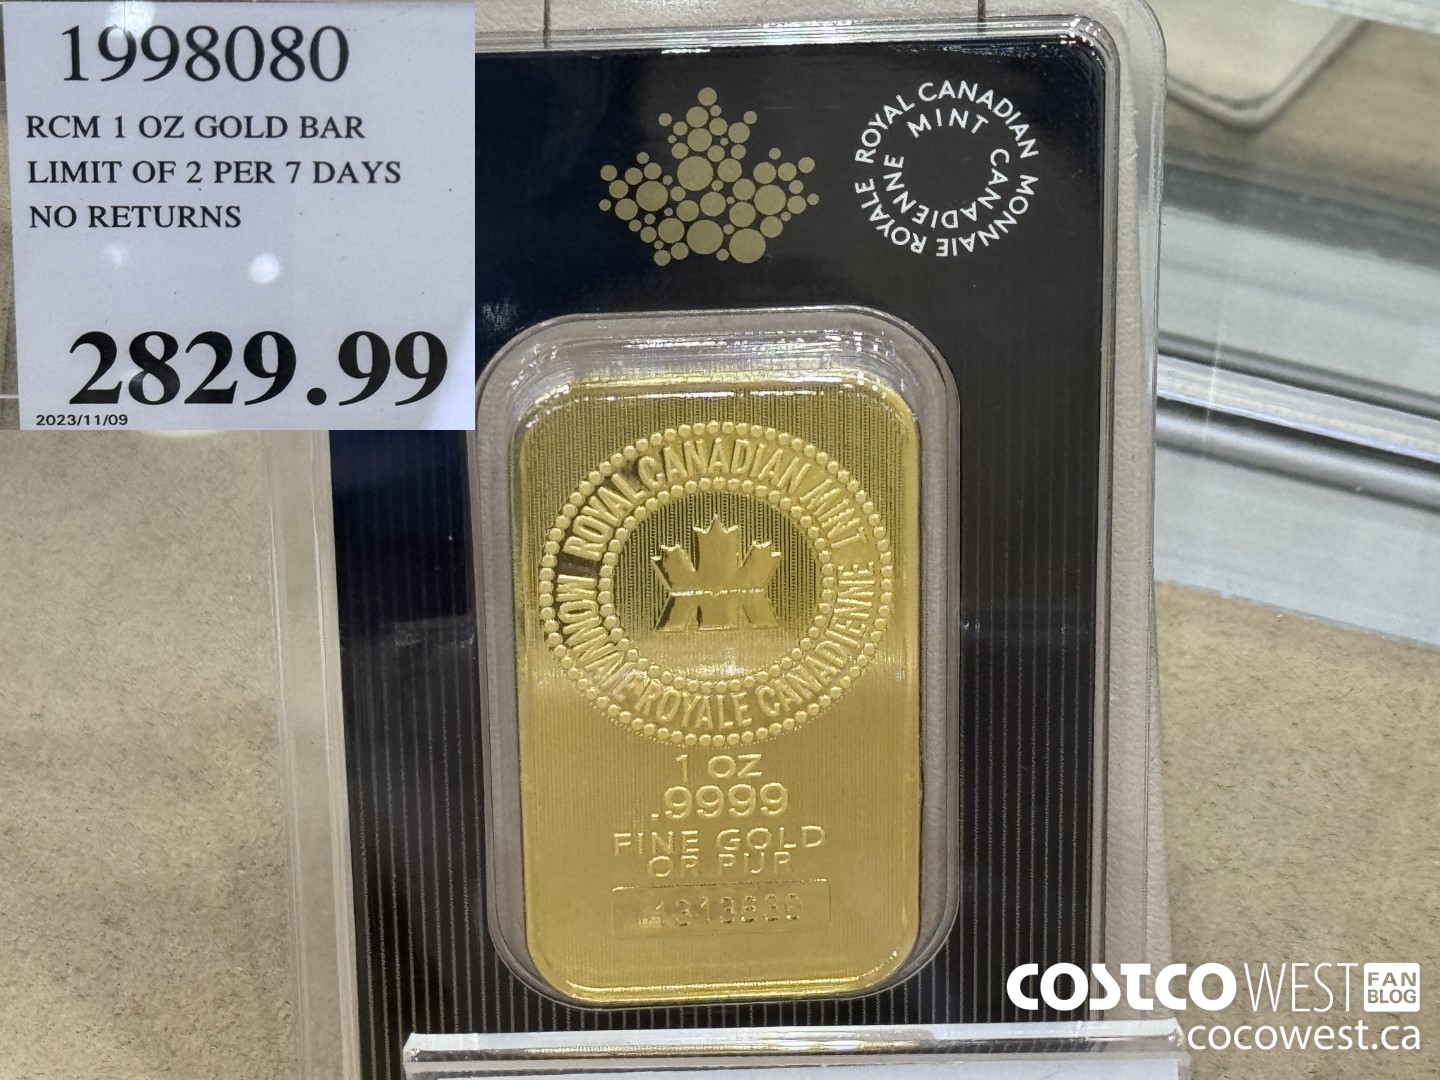 1998080
RCM 1 OZ GOLD BAR
LIMIT OF 2 PER 7 DAYS
NO RETURNS
2829.99
2023/11/09
ROYAL CANADIAN MINT
MONNAIE ROYALE CANADIENNE
ROYAL CANADIAN MINT
MONNAIE ROYALE CANADIENNE
1 OZ
.9999
FINE GOLD
OR PUR
COSTCO WEST FAN BLOG
cocowest.ca